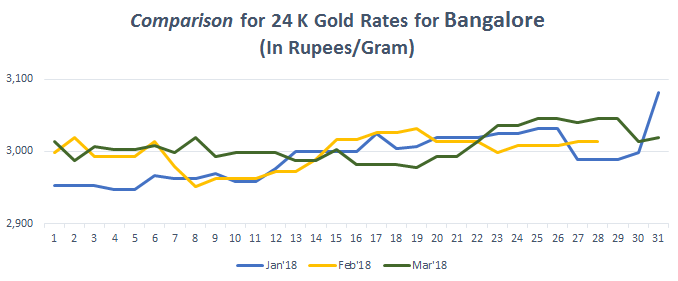 Comparison for 24 K Gold Rates for Bangalore
(In Rupees/Gram)
3,100
3,000
2,900
1 2 3 4 5 6 7 8 9 10 11 12 13 14 15 16 17 18 19 20 21 22 23 24 25 26 27 28 29 30 31
Jan'18 Feb'18 Mar'18